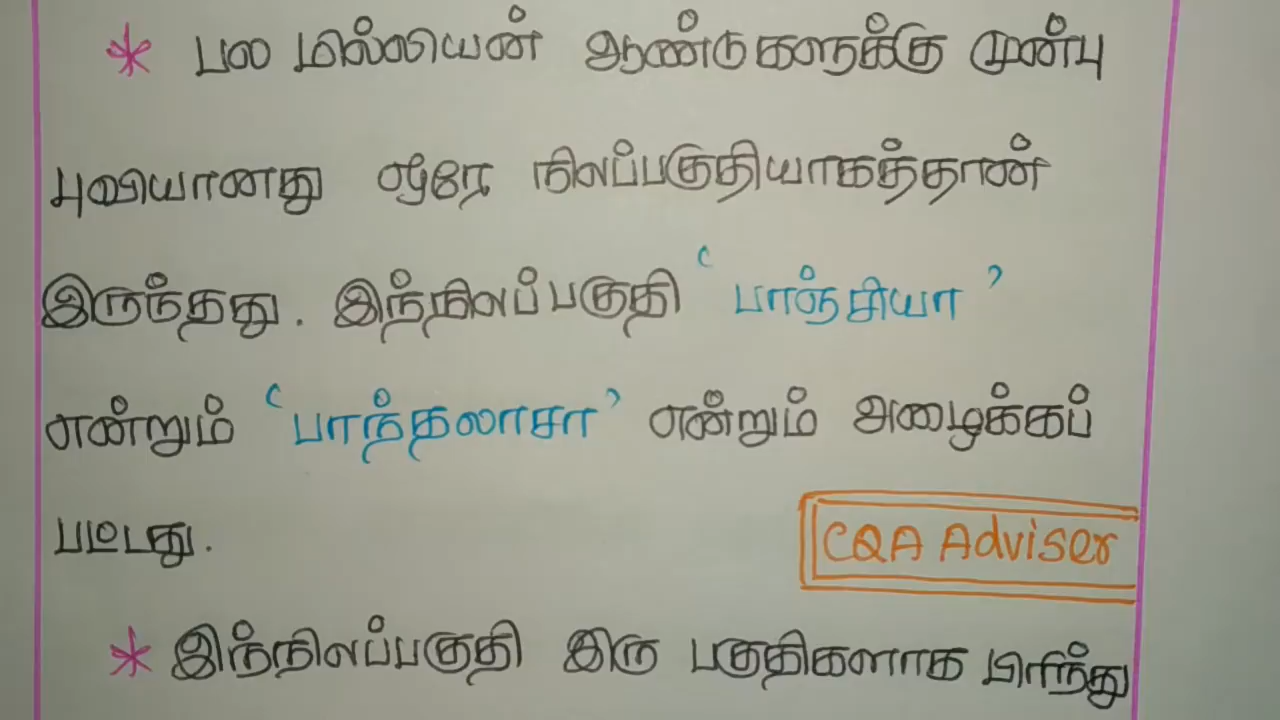 * பல மில்லியன் ஆண்டுகளுக்கு முன்பு
புவியானது ஒரே நிலப்பகுதியாகத்தான்
இருந்தது. இந்நிலப்பகுதி ‘பாந்சியா’
என்றும் ‘பாந்தலாசா’ என்றும் அழைக்கப்
பட்டது.
CQA Adviser
* இந்நிலப்பகுதி இரு பகுதிகளாக பிரிந்து